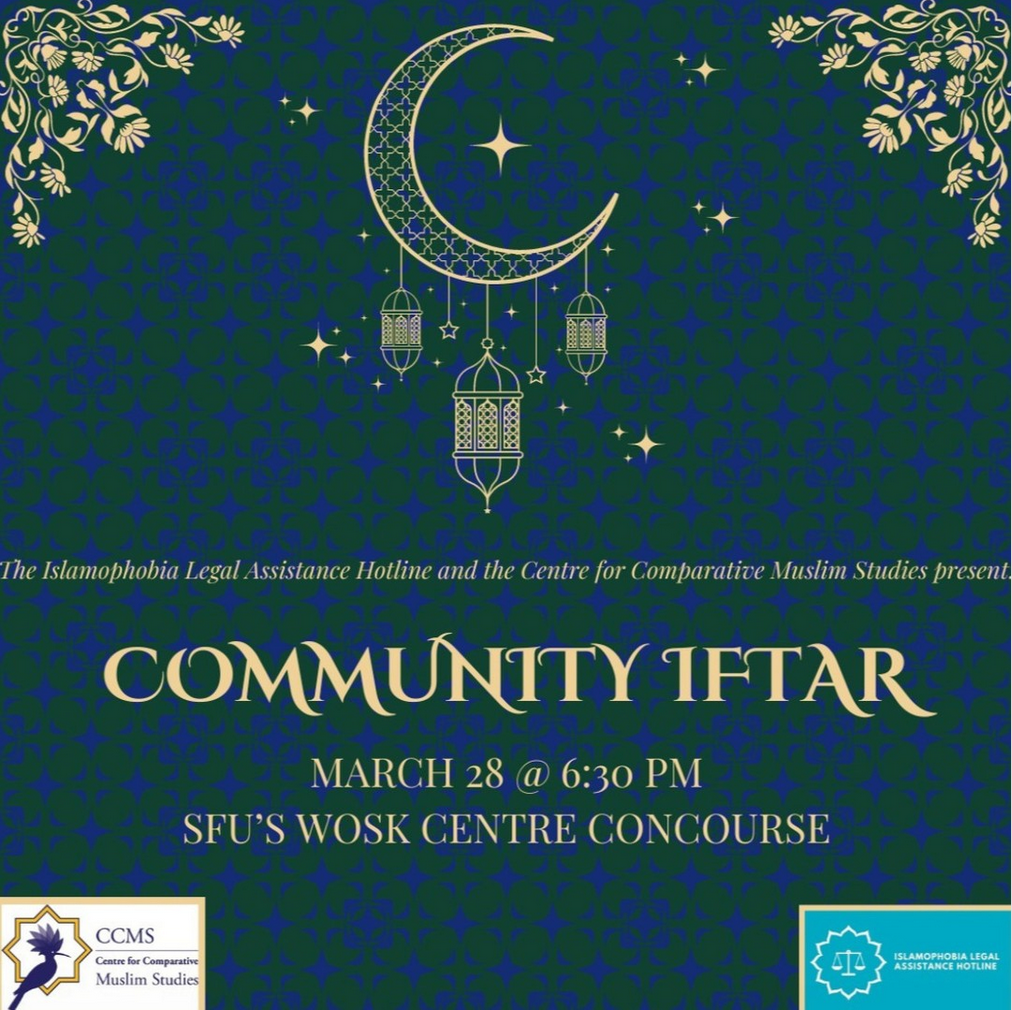 The Islamophobia Legal Assistance Hotline and the Centre for Comparative Muslim Studies present.
COMMUNITY IFTAR
MARCH 28 @ 6:30 PM
SFU'S WOSK CENTRE CONCOURSE
CCMS
Centre for Comparative
Muslim Studies
ISLAMOPHOBIA LEGAL
ASSISTANCE HOTLINE